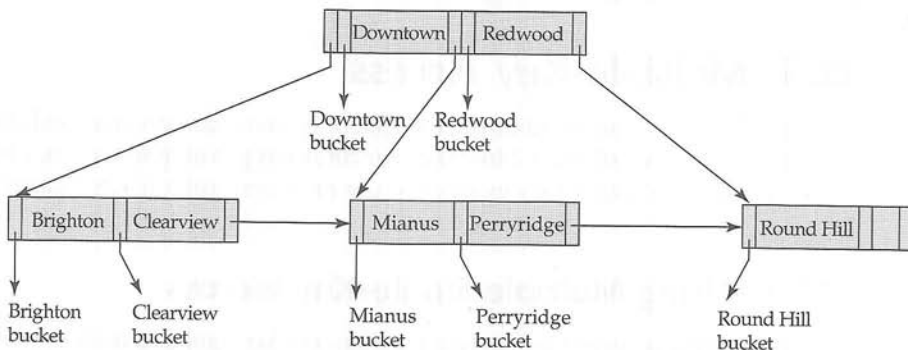 Downtown Redwood
Downtown bucket
Redwood bucket
Brighton Clearview
Mianus Perryridge
Round Hill
Brighton bucket
Clearview bucket
Mianus bucket
Perryridge bucket
Round Hill bucket